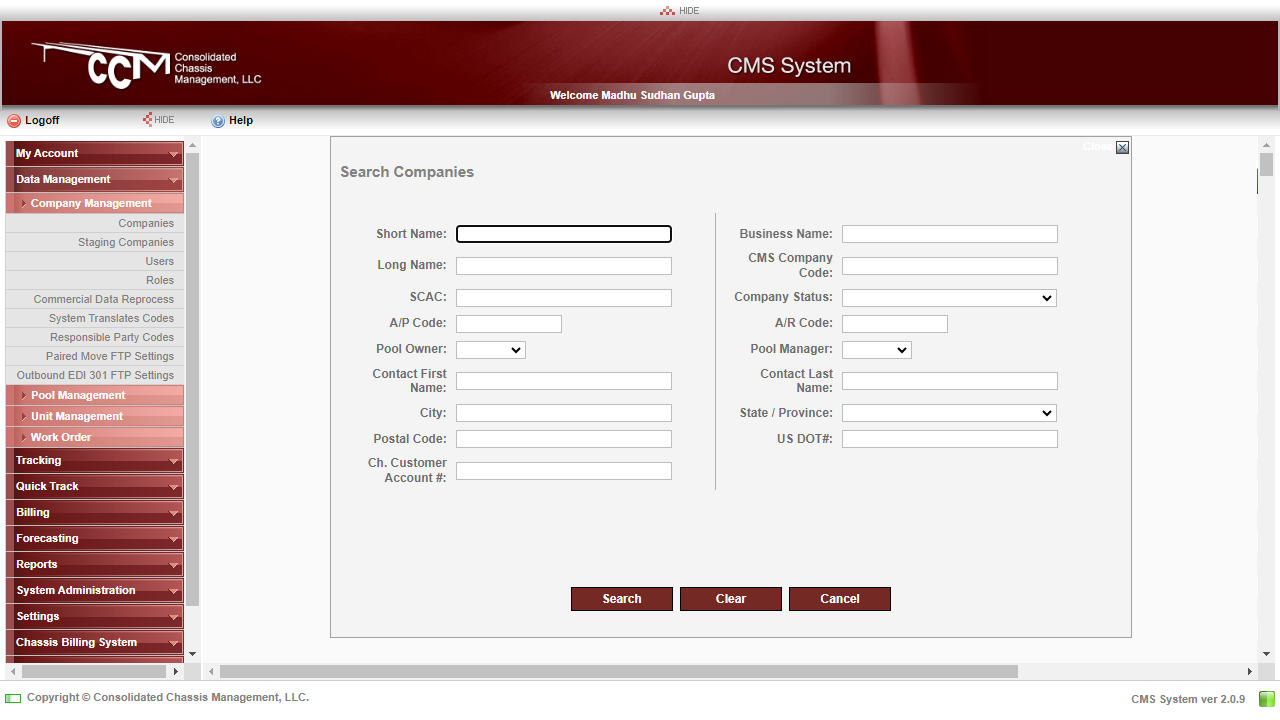 HIDE
CCM
Consolidated
Chassis
Management, LLC
CMS System
Welcome Madhu Sudhan Gupta
Logoff
HIDE
Help
My Account
Data Management
Company Management
Companies
Staging Companies
Users
Roles
Commercial Data Reprocess
System Translates Codes
Responsible Party Codes
Paired Move FTP Settings
Outbound EDI 301 FTP Settings
Pool Management
Unit Management
Work Order
Tracking
Quick Track
Billing
Forecasting
Reports
System Administration
Settings
Chassis Billing System
Close
Search Companies
Short Name:
Business Name:
Long Name:
CMS Company
Code:
SCAC:
Company Status:
A/P Code:
A/R Code:
Pool Owner:
Pool Manager:
Contact First
Name:
Contact Last
Name:
City:
State / Province:
Postal Code:
US DOT#:
Ch. Customer
Account #:
Search
Clear
Cancel
Copyright © Consolidated Chassis Management, LLC.
CMS System ver 2.0.9